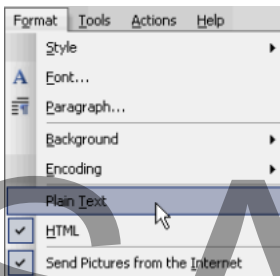 Format Tools Actions Help
Style
Font...
Paragraph...
Background
Encoding
Plain Text
HTML
Send Pictures from the Internet